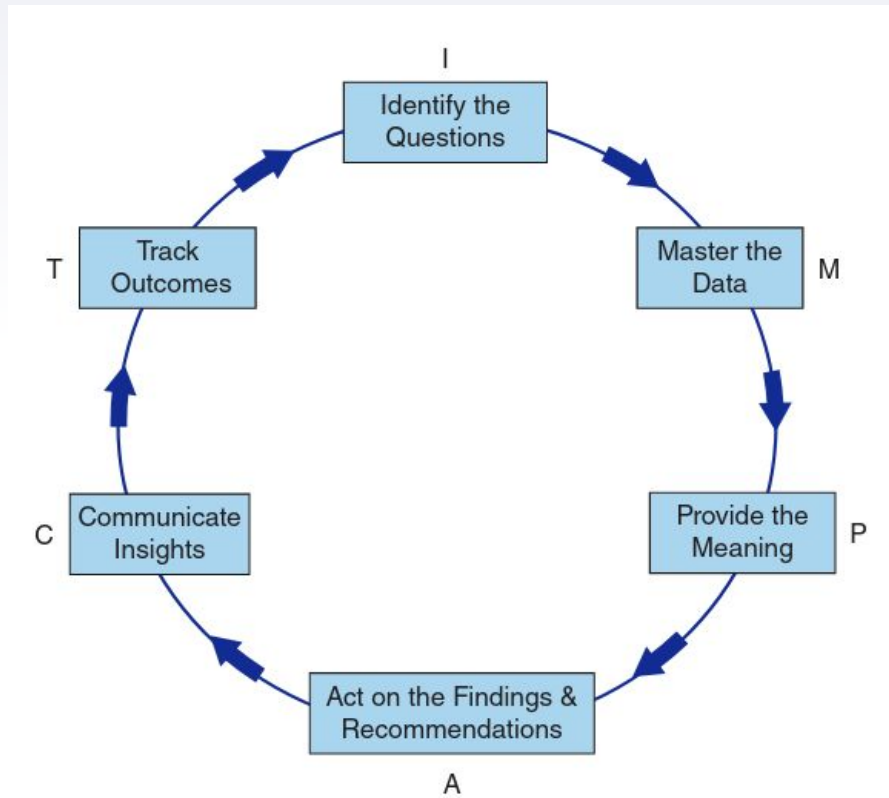 I
Identify the
Questions
Master the
Data
M
Provide the
Meaning
P
Act on the Findings &
Recommendations
A
Communicate
Insights
C
Track
Outcomes
T